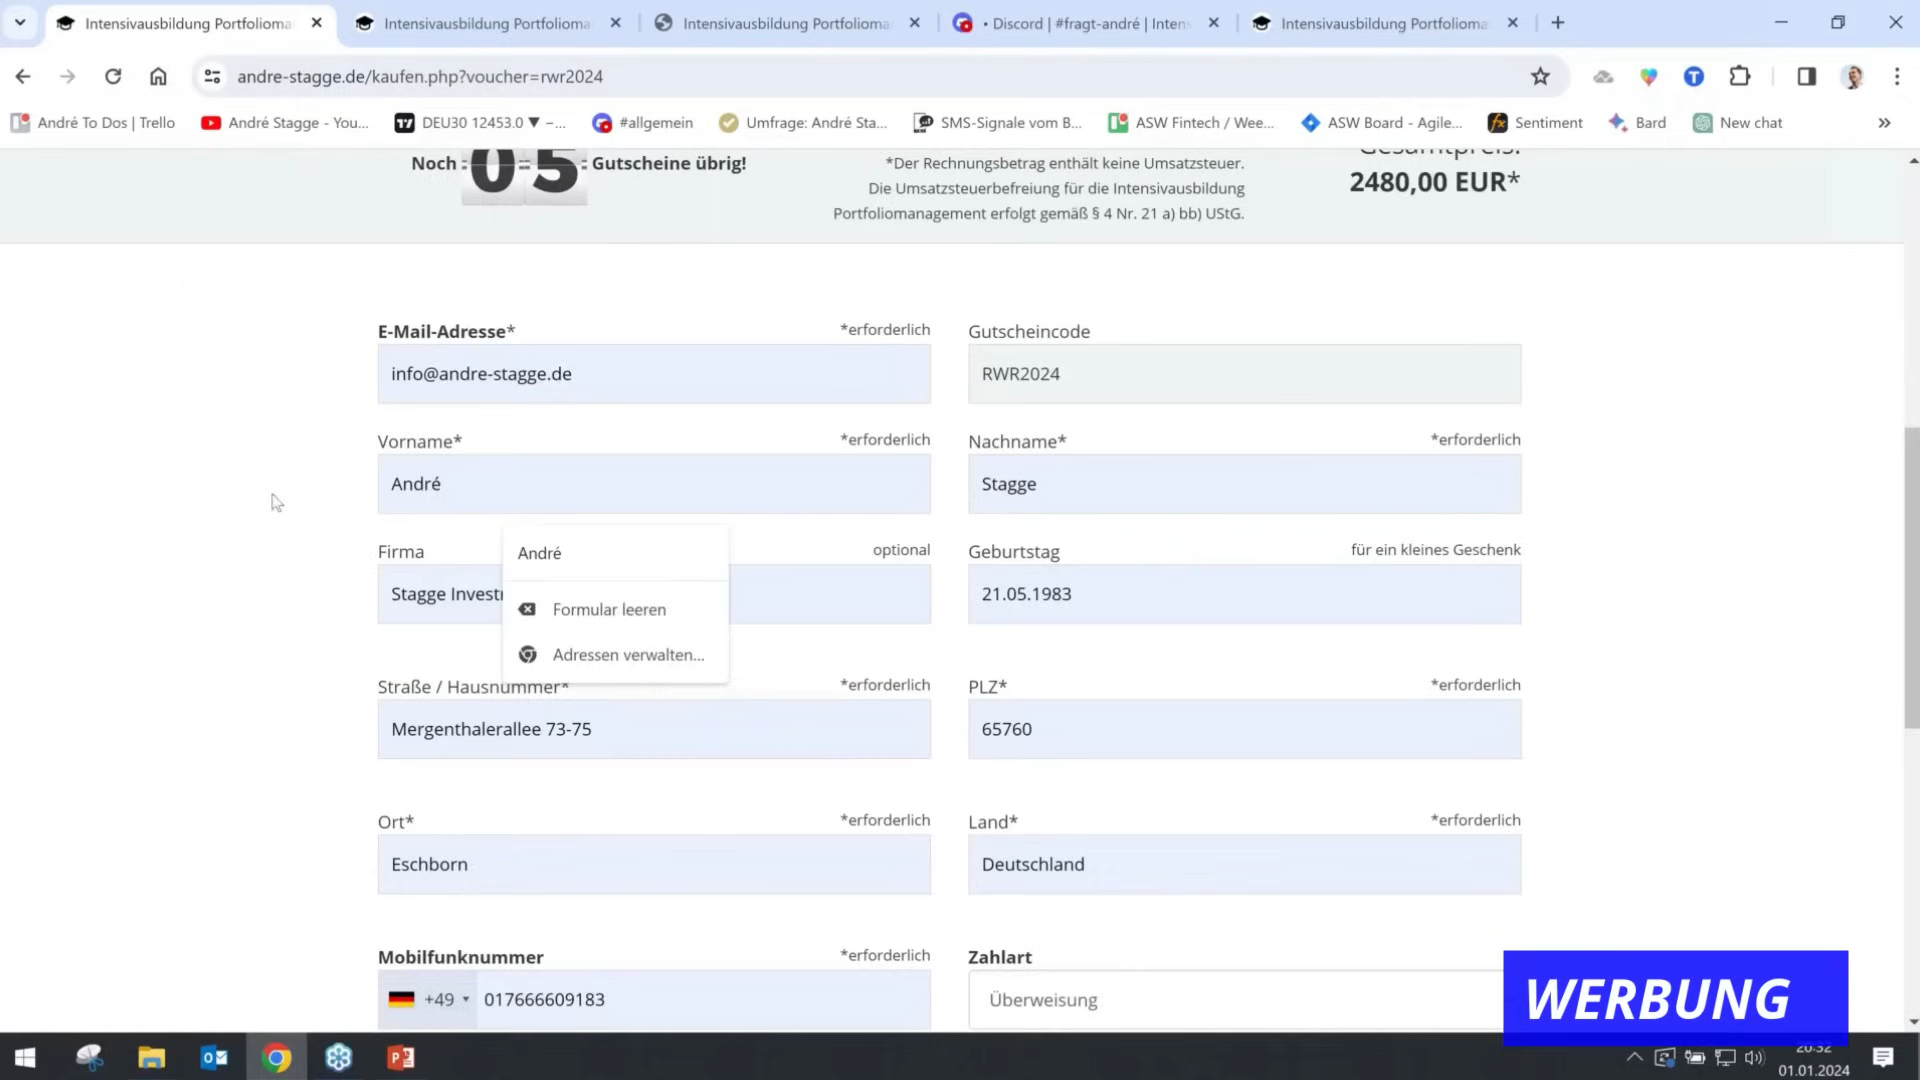 Intensivausbildung Portfolioma
Intensivausbildung Portfolioma
Intensivausbildung Portfolioma
• Discord | #fragt-andré | Intens
Intensivausbildung Portfolioma
andre-stagge.de/kaufen.php?voucher=rwr2024
André To Dos | Trello
André Stagge - You...
DEU30 12453.0 ▼ −...
#allgemein
Umfrage: André Sta...
SMS-Signale vom B...
ASW Fintech / Wee...
ASW Board - Agile...
Sentiment
Bard
New chat
Noch 05 Gutscheine übrig!
*Der Rechnungsbetrag enthält keine Umsatzsteuer.
Die Umsatzsteuerbefreiung für die Intensivausbildung
Portfoliomanagement erfolgt gemäß § 4 Nr. 21 a) bb) UStG.
Gesamtpreis:
2480,00 EUR*
E-Mail-Adresse* *erforderlich
info@andre-stagge.de
Gutscheincode
RWR2024
Vorname* *erforderlich
André
Nachname* *erforderlich
Stagge
Firma optional
Stagge Invest
Geburtstag für ein kleines Geschenk
21.05.1983
André
Formular leeren
Adressen verwalten...
Straße / Hausnummer* *erforderlich
Mergenthalerallee 73-75
PLZ* *erforderlich
65760
Ort* *erforderlich
Eschborn
Land* *erforderlich
Deutschland
Mobilfunknummer *erforderlich
+49 017666609183
Zahlart
Überweisung
WERBUNG
20:32
01.01.2024